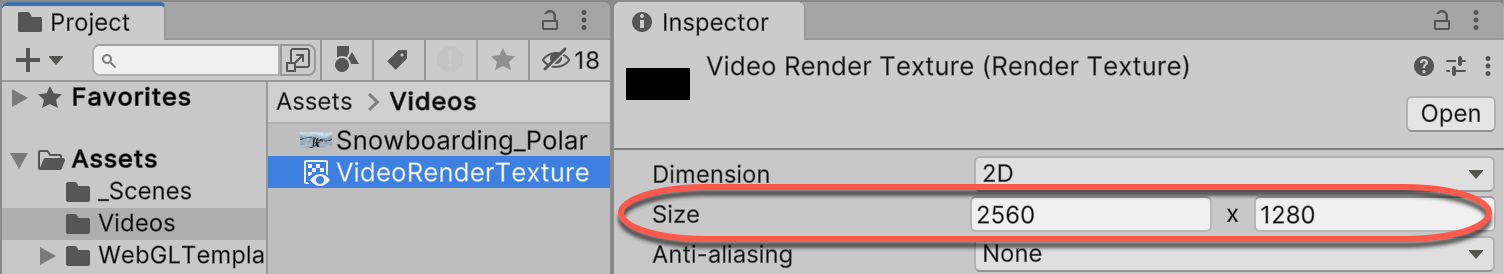 Project
18
Favorites
Assets
_Scenes
Videos
WebGLTempla
Assets > Videos
Snowboarding_Polar
VideoRenderTexture
Inspector
Video Render Texture (Render Texture)
Open
Dimension 2D
Size 2560 x 1280
Anti-aliasing None